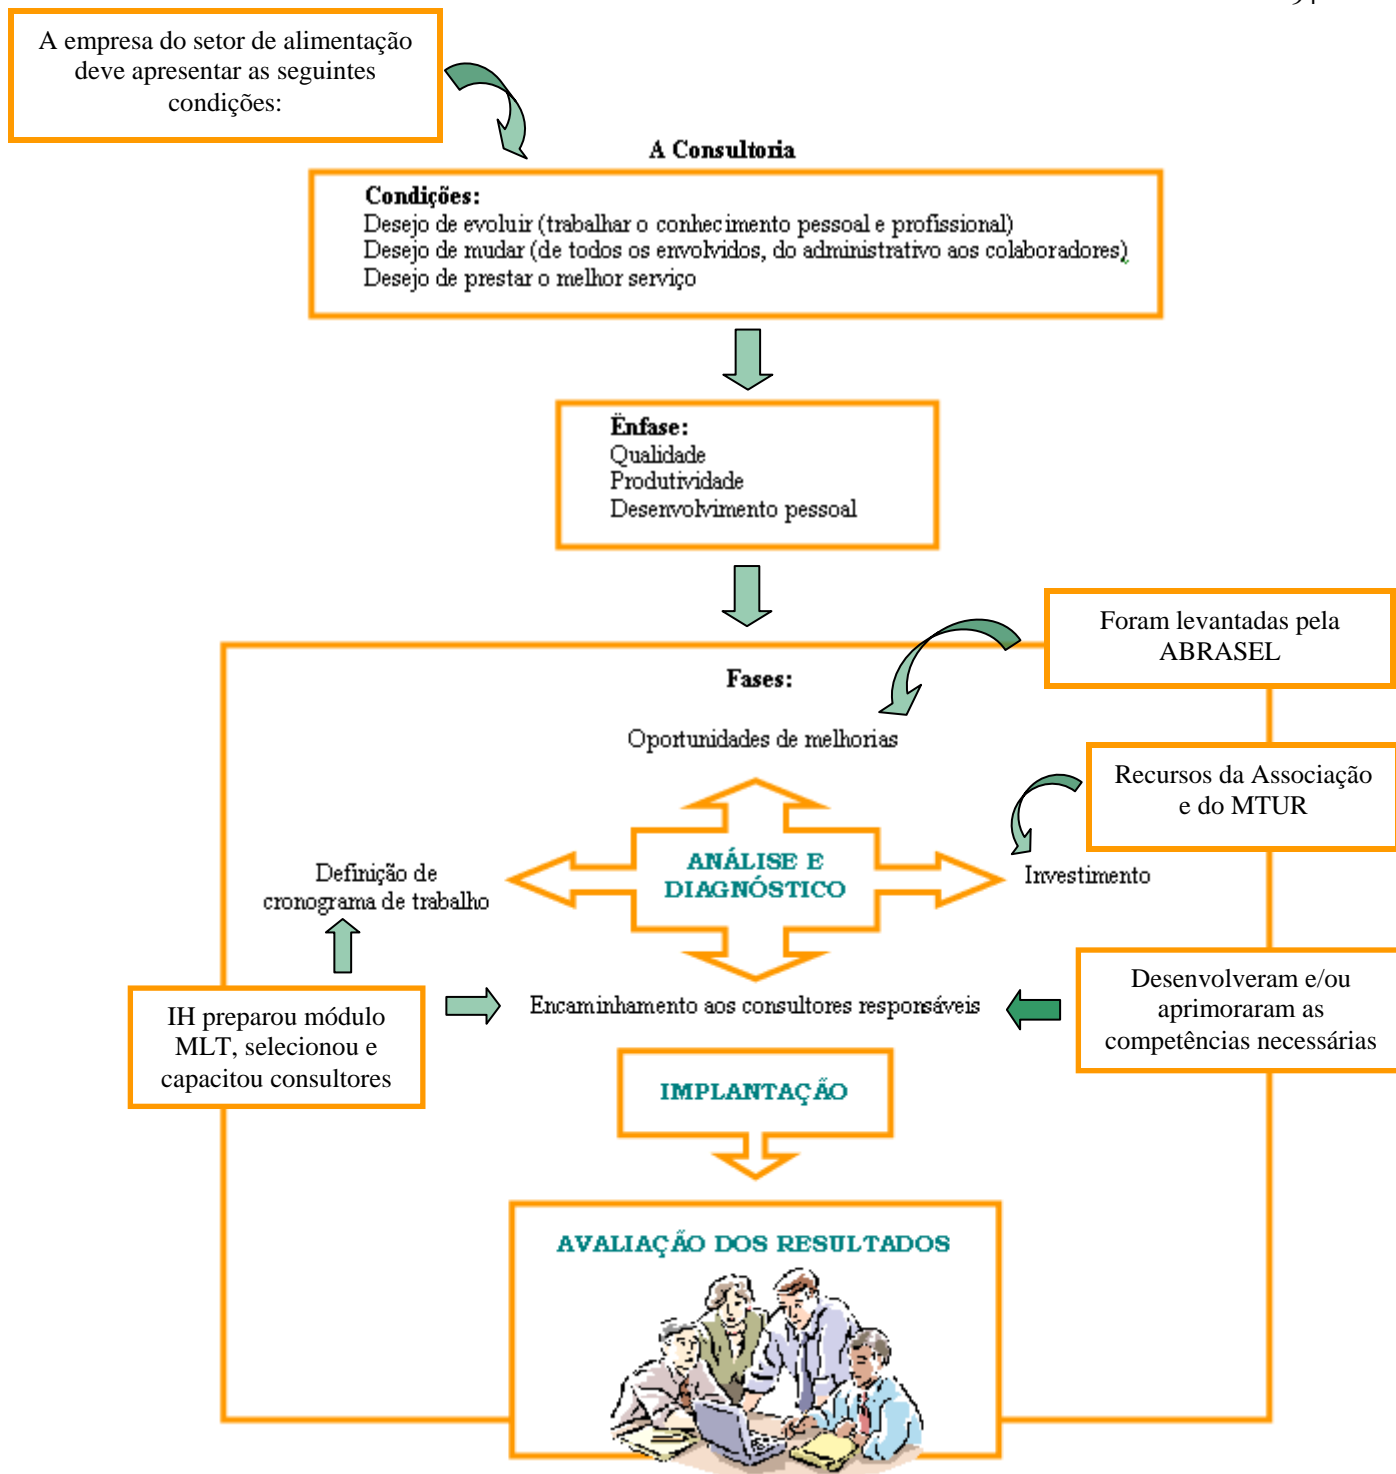 A empresa do setor de alimentação
deve apresentar as seguintes
condições:
A Consultoria
Condições:
Desejo de evoluir (trabalhar o conhecimento pessoal e profissional)
Desejo de mudar (de todos os envolvidos, do administrativo aos colaboradores)
Desejo de prestar o melhor serviço
Ënfase:
Qualidade
Produtividade
Desenvolvimento pessoal
Foram levantadas pela
ABRASEL
Fases:
Oportunidades de melhorias
Recursos da Associação
e do MTUR
ANÁLISE E
DIAGNÓSTICO
Definição de
cronograma de trabalho
Investimento
Desenvolveram e/ou
aprimoraram as
competências necessárias
Encaminhamento aos consultores responsáveis
IH preparou módulo
MLT, selecionou e
capacitou consultores
IMPLANTAÇÃO
AVALIAÇÃO DOS RESULTADOS